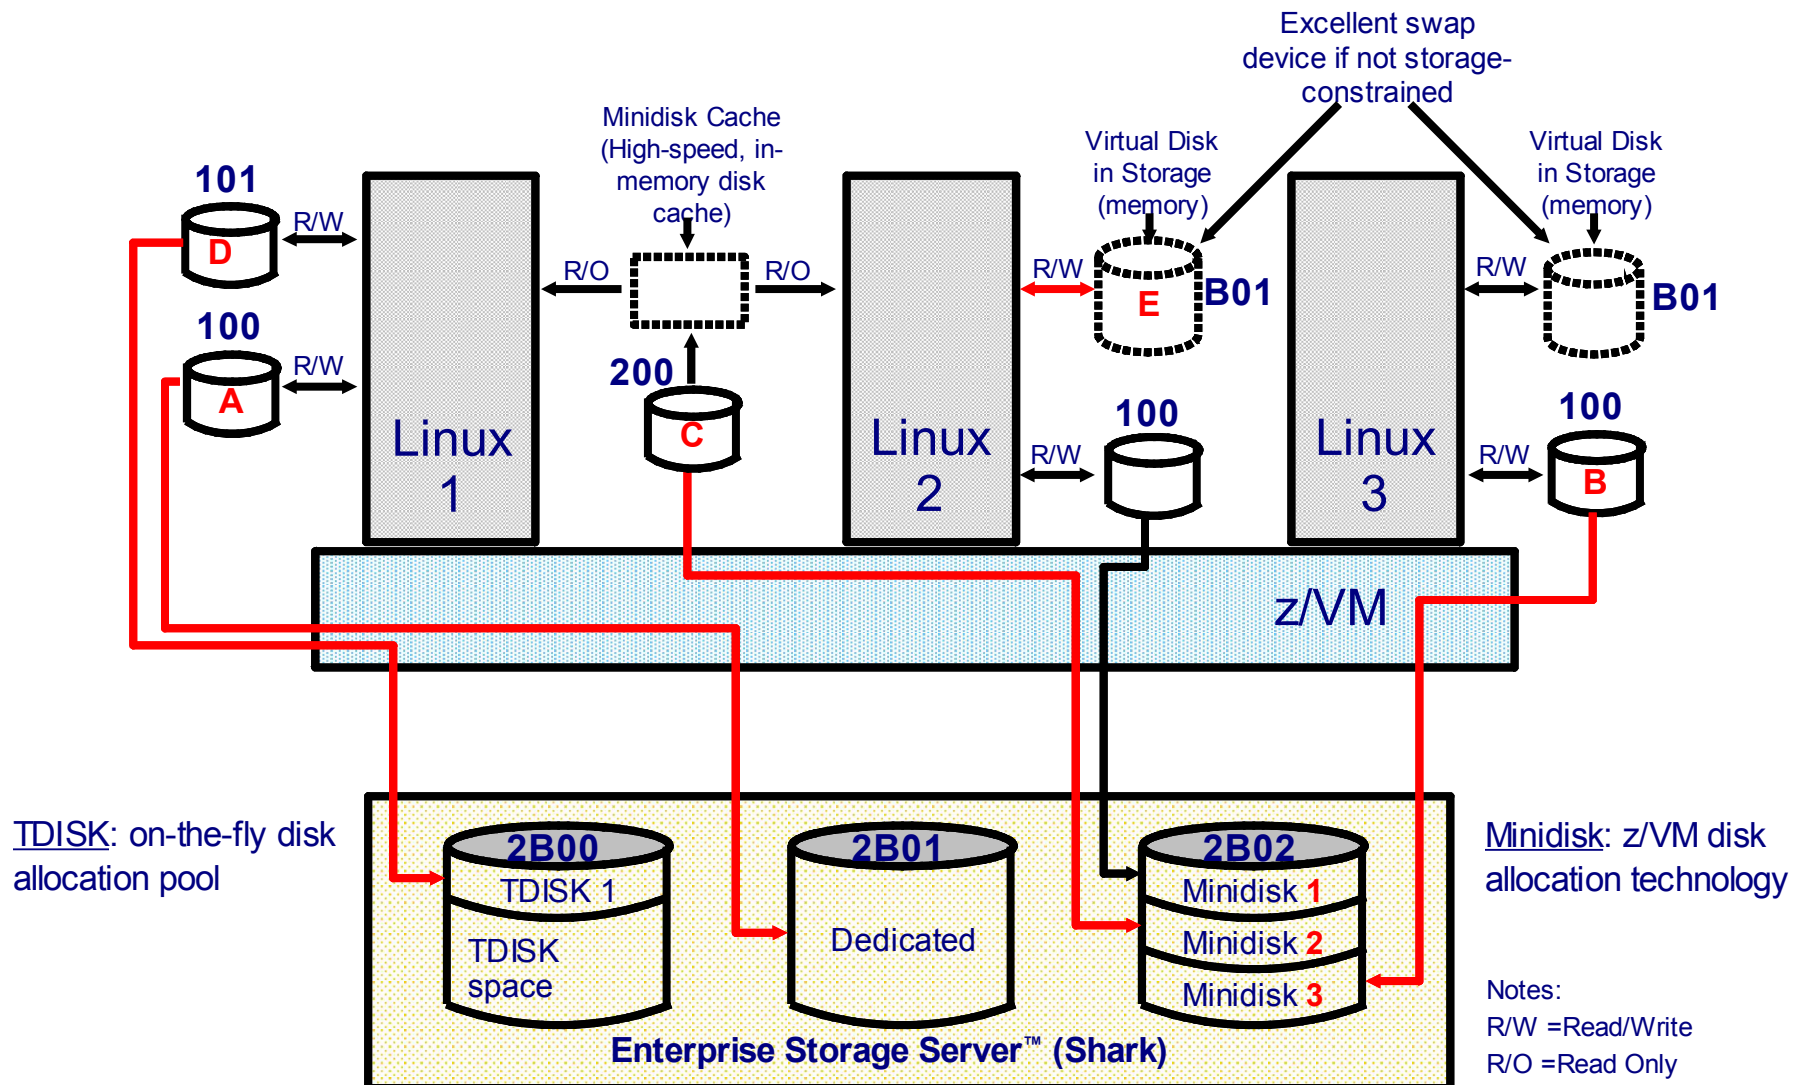 Excellent swap
device if not storage-
constrained
Minidisk Cache
(High-speed, in-
memory disk
cache)
Virtual Disk
in Storage
(memory)
Virtual Disk
in Storage
(memory)
101
D
R/W
R/O
R/O
R/W
E
B01
R/W
B01
100
A
R/W
200
C
Linux
1
Linux
2
100
R/W
Linux
3
100
R/W
B
z/VM
TDISK: on-the-fly disk
allocation pool
2B00
TDISK 1
TDISK
space
2B01
Dedicated
2B02
Minidisk 1
Minidisk 2
Minidisk 3
Enterprise Storage Server™ (Shark)
Minidisk: z/VM disk
allocation technology
Notes:
R/W =Read/Write
R/O =Read Only